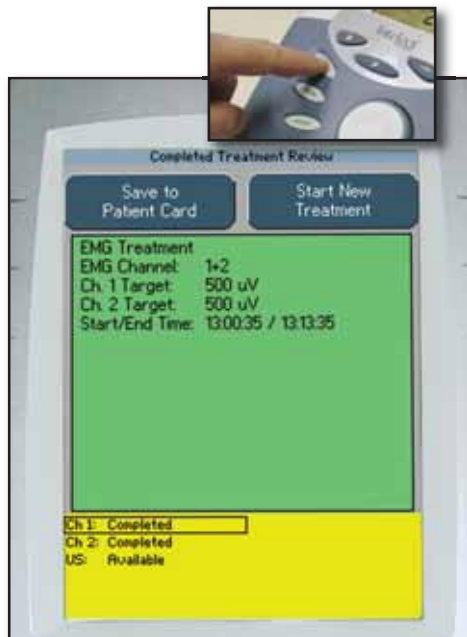 Completed Treatment Review
Save to
Patient Card
Start New
Treatment
EMG Treatment
EMG Channel: 1+2
Ch. 1 Target: 500 uV
Ch. 2 Target: 500 uV
Start/End Time: 13:00:35 / 13:13:35
Ch 1: Completed
Ch 2: Completed
US: Available